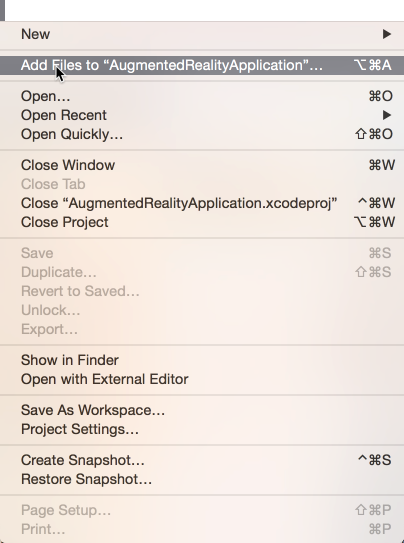 New ▶
Add Files to “AugmentedRealityApplication”… ⌥⌘A
Open… ⌘O
Open Recent ▶
Open Quickly… ⇧⌘O
Close Window ⌘W
Close Tab
Close “AugmentedRealityApplication.xcodeproj” ^⌘W
Close Project ⌥⌘W
Save ⌘S
Duplicate… ⇧⌘S
Revert to Saved…
Unlock…
Export…
Show in Finder
Open with External Editor
Save As Workspace…
Project Settings…
Create Snapshot… ^⌘S
Restore Snapshot…
Page Setup… ⇧⌘P
Print… ⌘P